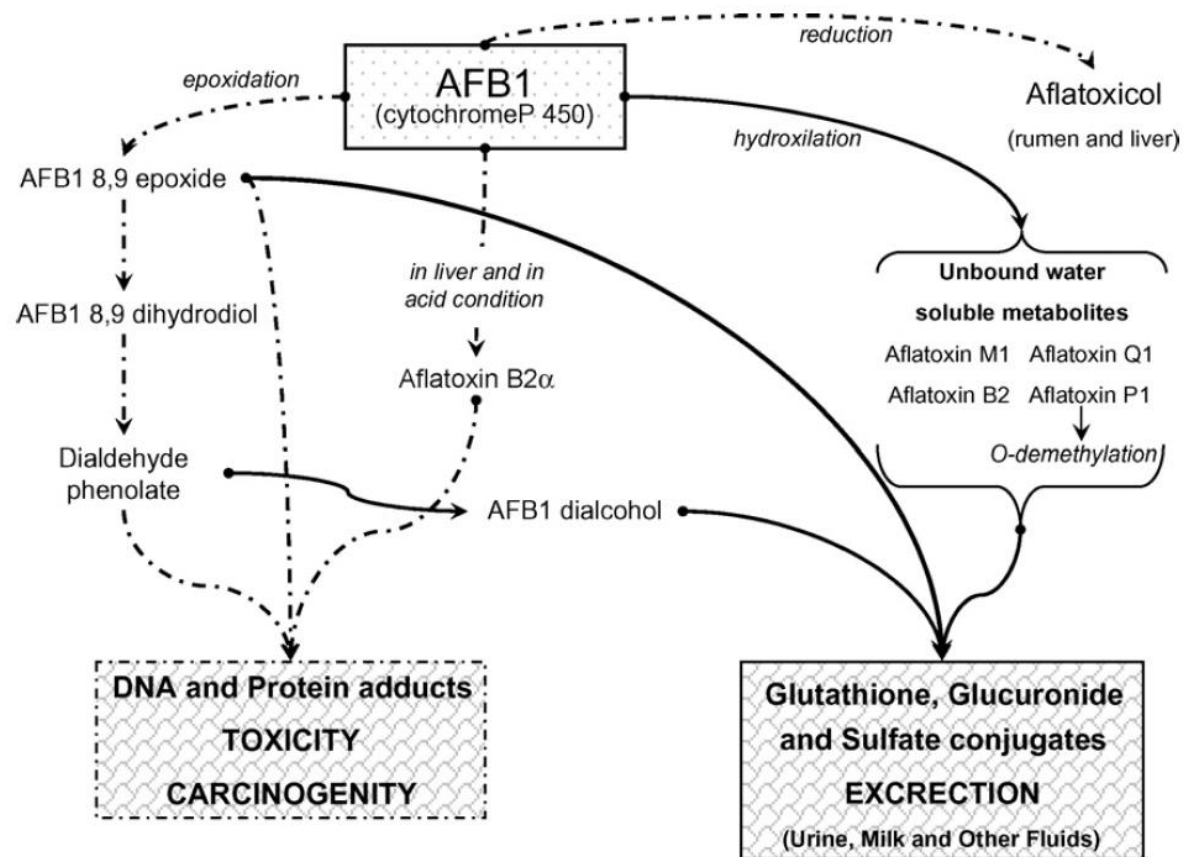 reduction
epoxidation
AFB1
(cytochromeP 450)
Aflatoxicol
(rumen and liver)
hydroxilation
AFB1 8,9 epoxide
in liver and in
acid condition
Unbound water
soluble metabolites
AFB1 8,9 dihydrodiol
Aflatoxin M1 Aflatoxin Q1
Aflatoxin B2α
Aflatoxin B2 Aflatoxin P1
O-demethylation
Dialdehyde
phenolate
AFB1 dialcohol
DNA and Protein adducts
TOXICITY
CARCINOGENITY
Glutathione, Glucuronide
and Sulfate conjugates
EXCRECTION
(Urine, Milk and Other Fluids)